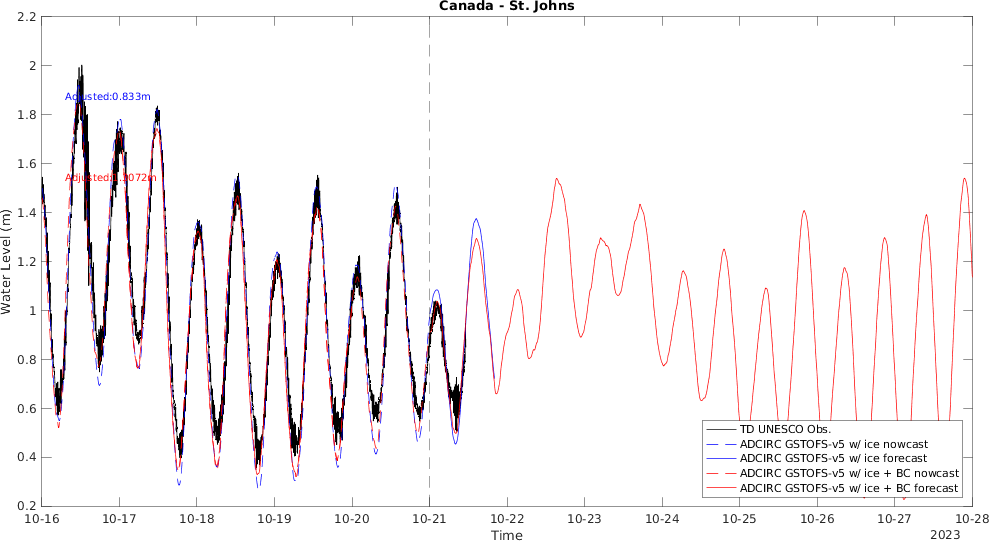 Canada - St. Johns
2.2
2
1.8
1.6
1.4
1.2
1
0.8
0.6
0.4
0.2
Water Level (m)
Adjusted:0.833m
TD UNESCO Obs.
ADCIRC GSTOFS-v5 w/ ice nowcast
ADCIRC GSTOFS-v5 w/ ice forecast
ADCIRC GSTOFS-v5 w/ ice + BC nowcast
ADCIRC GSTOFS-v5 w/ ice + BC forecast
10-16 10-17 10-18 10-19 10-20 10-21 10-22 10-23 10-24 10-25 10-26 10-27 10-28
Time 2023